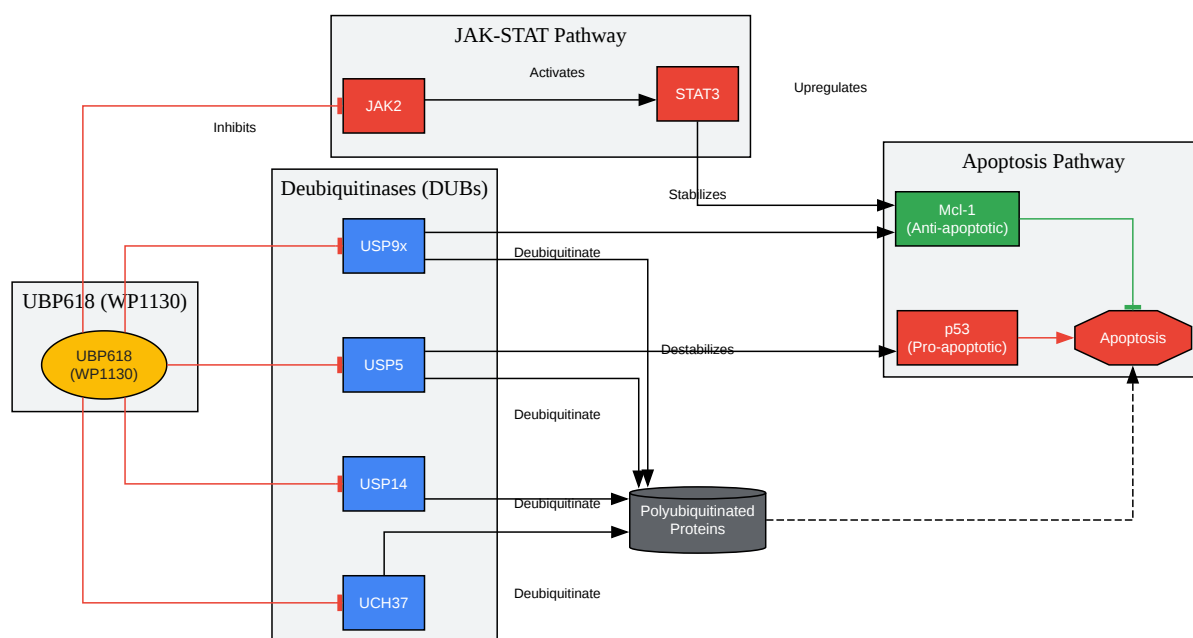 JAK-STAT Pathway
Activates
JAK2
STAT3
Upregulates
Inhibits
Apoptosis Pathway
Deubiquitinases (DUBs)
Stabilizes
Mcl-1
(Anti-apoptotic)
USP9x
Deubiquitinate
UBP618 (WP1130)
UBP618
(WP1130)
USP5
Destabilizes
p53
(Pro-apoptotic)
Apoptosis
Deubiquitinate
USP14
Deubiquitinate
Polyubiquitinated
Proteins
UCH37
Deubiquitinate